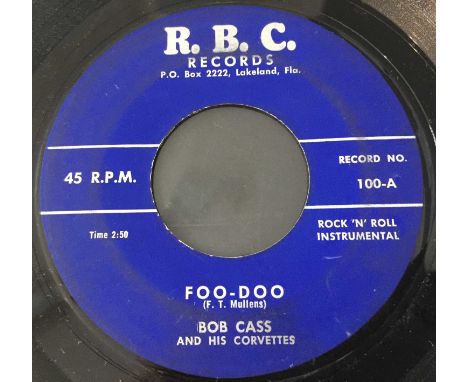 R. B. C.
RECORDS
P.O. Box 2222, Lakeland, Fla.
45 R.P.M.
RECORD NO.
100-A
Time 2:50
ROCK 'N' ROLL
INSTRUMENTAL
FOO-DOO
(F. T. Mullens)
BOB CASS
AND HIS CORVETTES